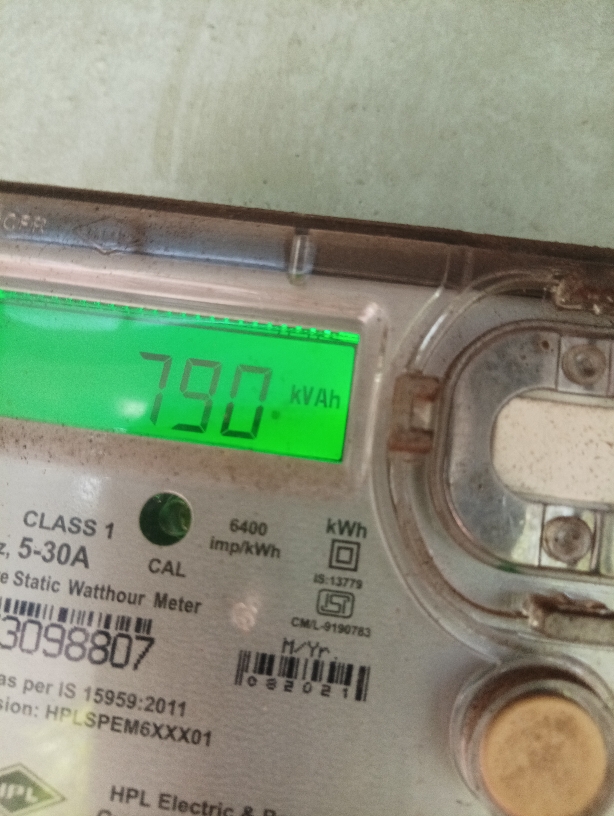 790 kVAh
CLASS 1
z, 5-30A
CAL
6400
imp/kWh
kWh
IS:13779
CM/L-9190783
e Static Watthour Meter
3098807
M/Yr.
082021
as per IS 15959:2011
sion: HPLSPEM6XXX01
HPL
HPL Electric &